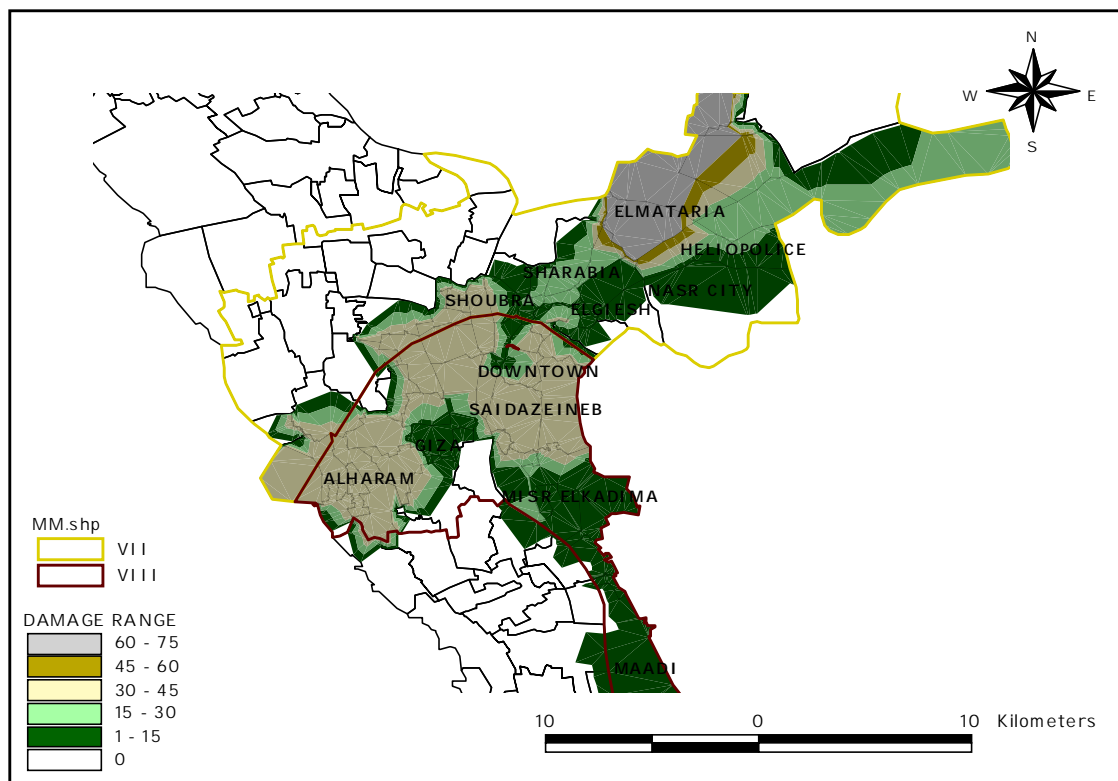 N
W E
S
ELMATARIA
HELIOPOLICE
SHARABIA
NASR CITY
SHOUBRA
ELGIESH
DOWNTOWN
SAIDAZEINEB
GIZA
ALHARAM
MISR ELKADIMA
MAADI
MM.shp
VII
VIII
DAMAGE RANGE
60 - 75
45 - 60
30 - 45
15 - 30
1 - 15
0
10 0 10 Kilometers